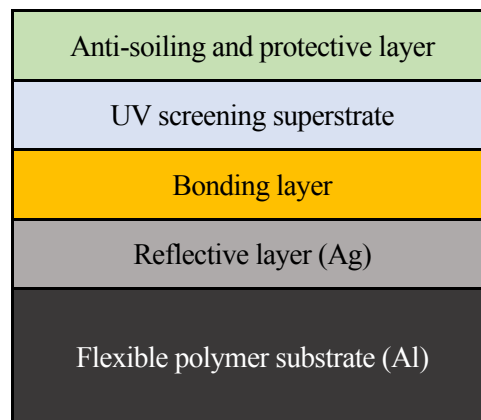 Anti-soiling and protective layer
UV screening superstrate
Bonding layer
Reflective layer (Ag)
Flexible polymer substrate (Al)